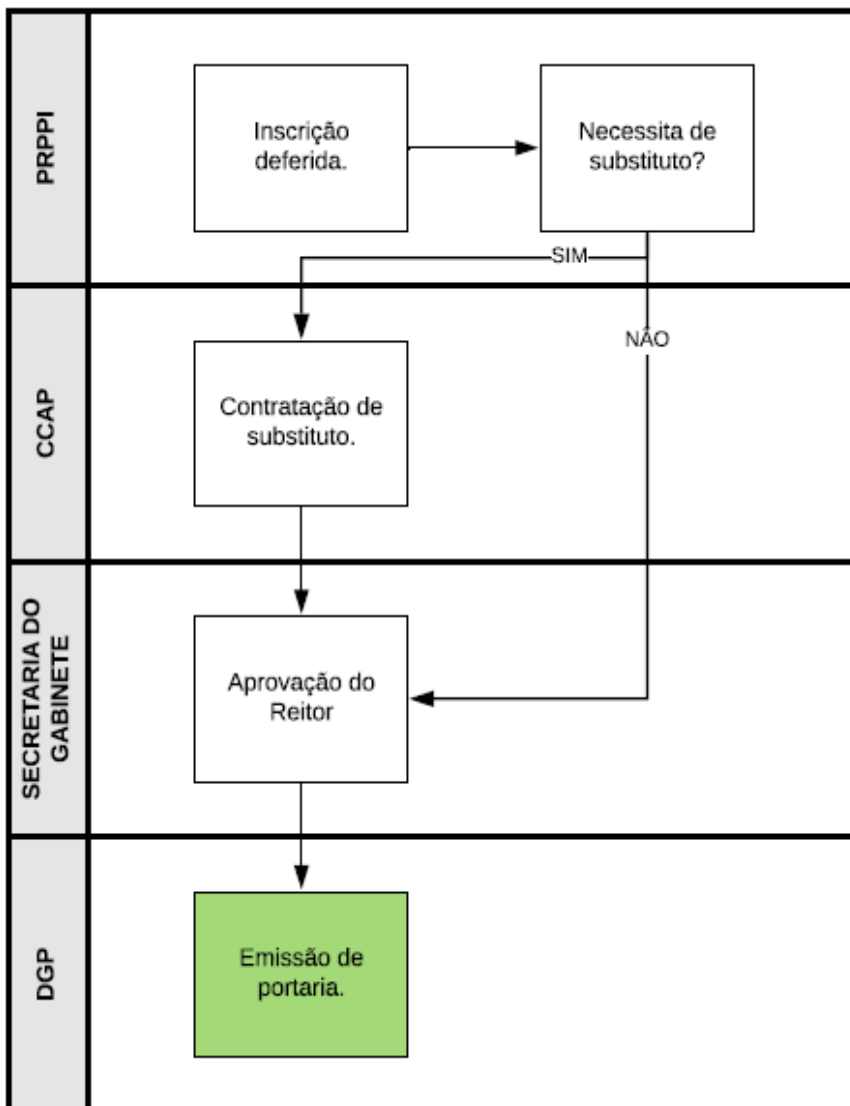 PRPPI
Inscrição
deferida.
Necessita de
substituto?
SIM
NÃO
CCAP
Contratação de
substituto.
SECRETARIA DO
GABINETE
Aprovação do
Reitor
DGP
Emissão de
portaria.